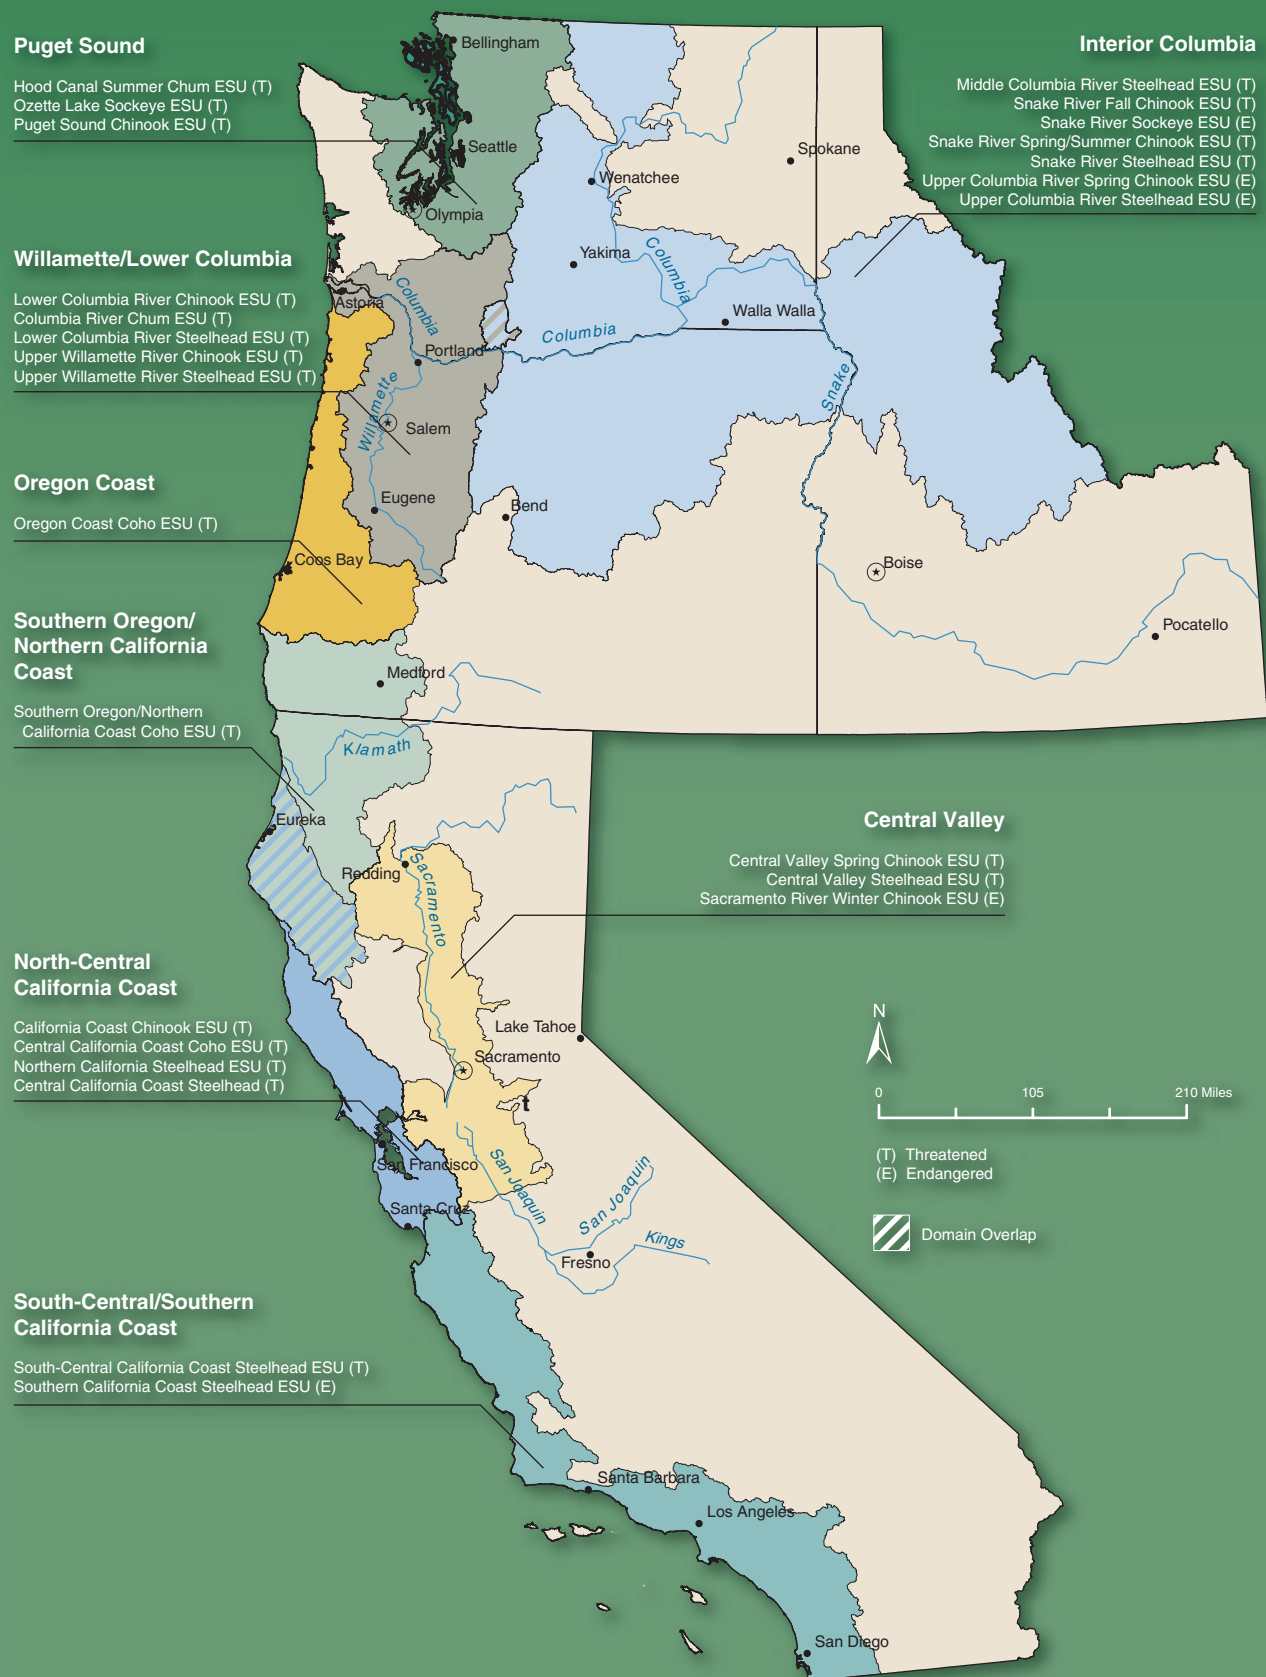 Puget Sound
Hood Canal Summer Chum ESU (T)
Ozette Lake Sockeye ESU (T)
Puget Sound Chinook ESU (T)
Willamette/Lower Columbia
Lower Columbia River Chinook ESU (T)
Columbia River Chum ESU (T)
Lower Columbia River Steelhead ESU (T)
Upper Willamette River Chinook ESU (T)
Upper Willamette River Steelhead ESU (T)
Oregon Coast
Oregon Coast Coho ESU (T)
Southern Oregon/
Northern California
Coast
Southern Oregon/Northern
California Coast Coho ESU (T)
North-Central
California Coast
California Coast Chinook ESU (T)
Central California Coast Coho ESU (T)
Northern California Steelhead ESU (T)
Central California Coast Steelhead (T)
South-Central/Southern
California Coast
South-Central California Coast Steelhead ESU (T)
Southern California Coast Steelhead ESU (E)
Interior Columbia
Middle Columbia River Steelhead ESU (T)
Snake River Fall Chinook ESU (T)
Snake River Sockeye ESU (E)
Snake River Spring/Summer Chinook ESU (T)
Snake River Steelhead ESU (T)
Upper Columbia River Spring Chinook ESU (E)
Upper Columbia River Steelhead ESU (E)
Central Valley
Central Valley Spring Chinook ESU (T)
Central Valley Steelhead ESU (T)
Sacramento River Winter Chinook ESU (E)
Bellingham
Seattle
Spokane
Wenatchee
Olympia
Yakima
Columbia
Astoria
Columbia
Walla Walla
Columbia
Portland
Willamette
Snake
Salem
Eugene
Bend
Coos Bay
Boise
Pocatello
Medford
Klamath
Eureka
Redding
Sacramento
Lake Tahoe
Sacramento
t
San Francisco
San Joaquin
San Joaquin
Santa Cruz
Kings
Fresno
Santa Barbara
Los Angeles
San Diego
N
0 105 210 Miles
(T) Threatened
(E) Endangered
Domain Overlap